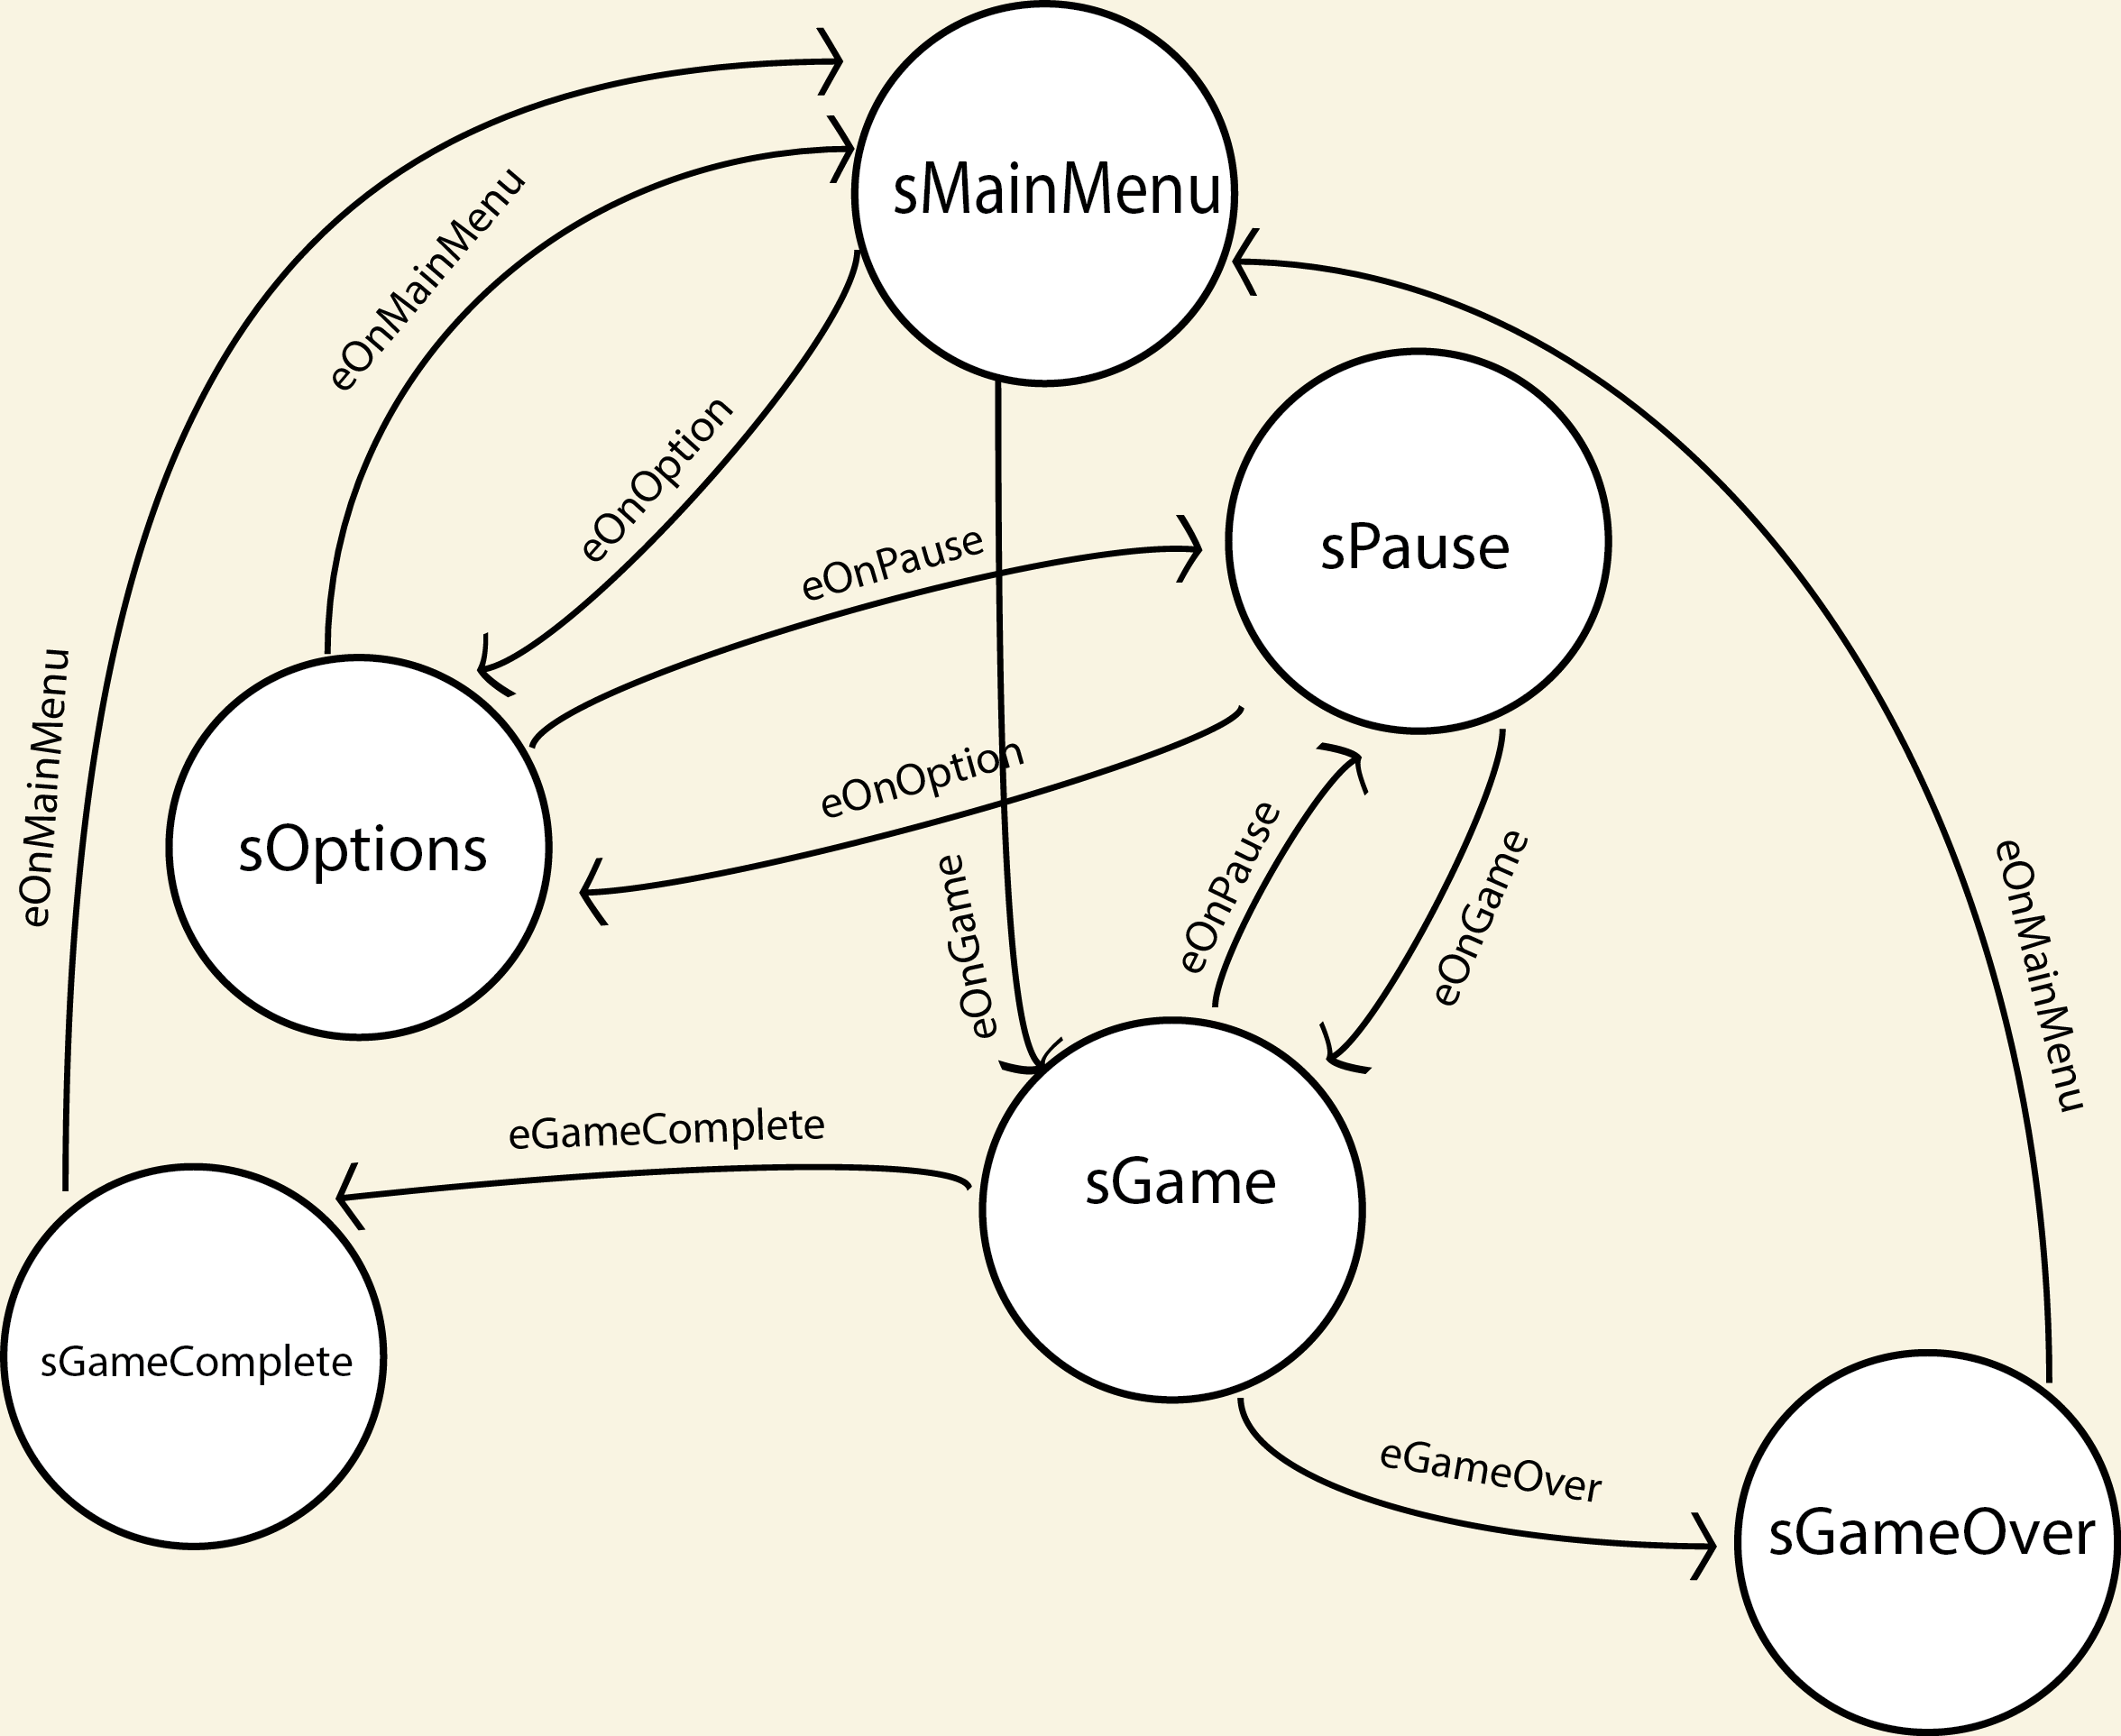 sMainMenu
eOnMainMenu
eOnOption
eOnPause
sPause
eOnMainMenu
eOnOption
sOptions
eOnGame
eOnPause
eOnGame
eOnMainMenu
eGameComplete
sGame
sGameComplete
eGameOver
sGameOver